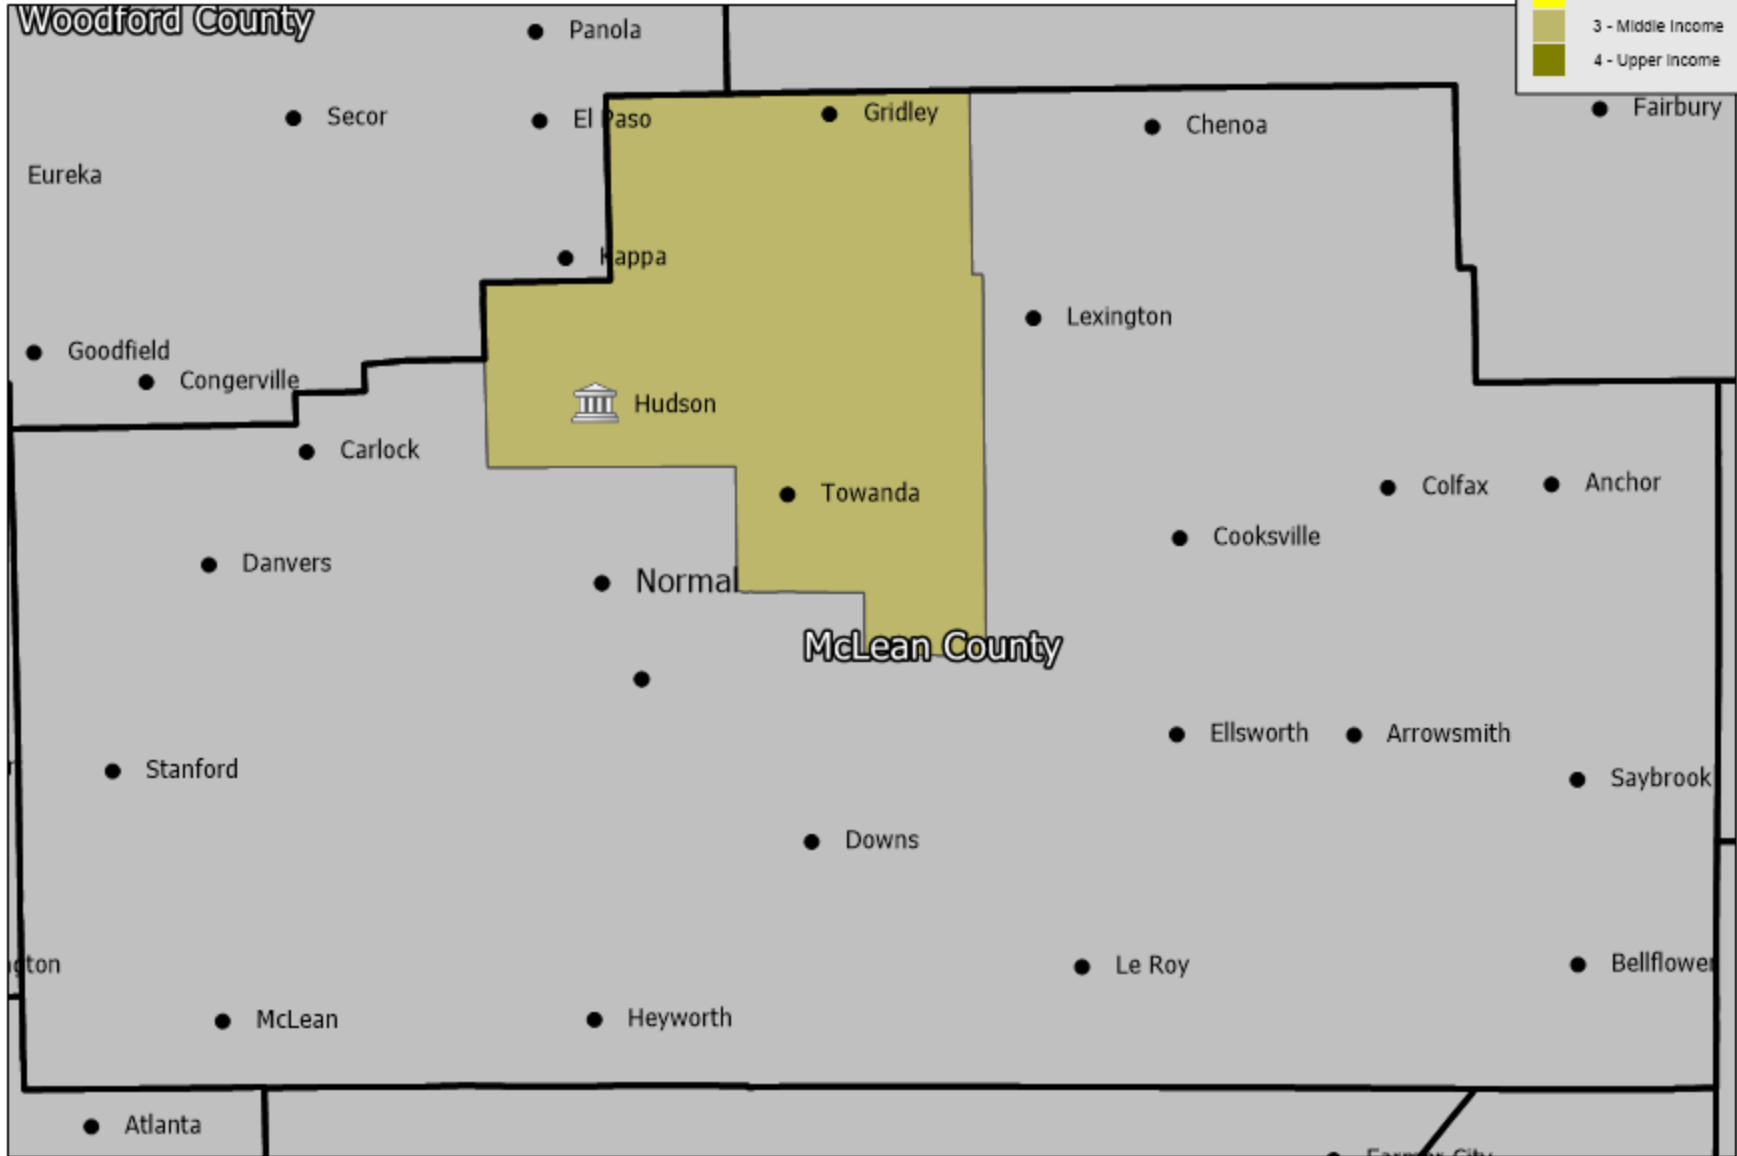 Woodford County
Panola
3 - Middle Income
4 - Upper Income
Secor
El Paso
Gridley
Chenoa
Fairbury
Eureka
Kappa
Lexington
Goodfield
Congerville
Hudson
Carlock
Towanda
Colfax
Anchor
Cooksville
Danvers
Normal
McLean County
Ellsworth
Arrowsmith
Stanford
Saybrook
Downs
Le Roy
Bellflower
McLean
Heyworth
Atlanta